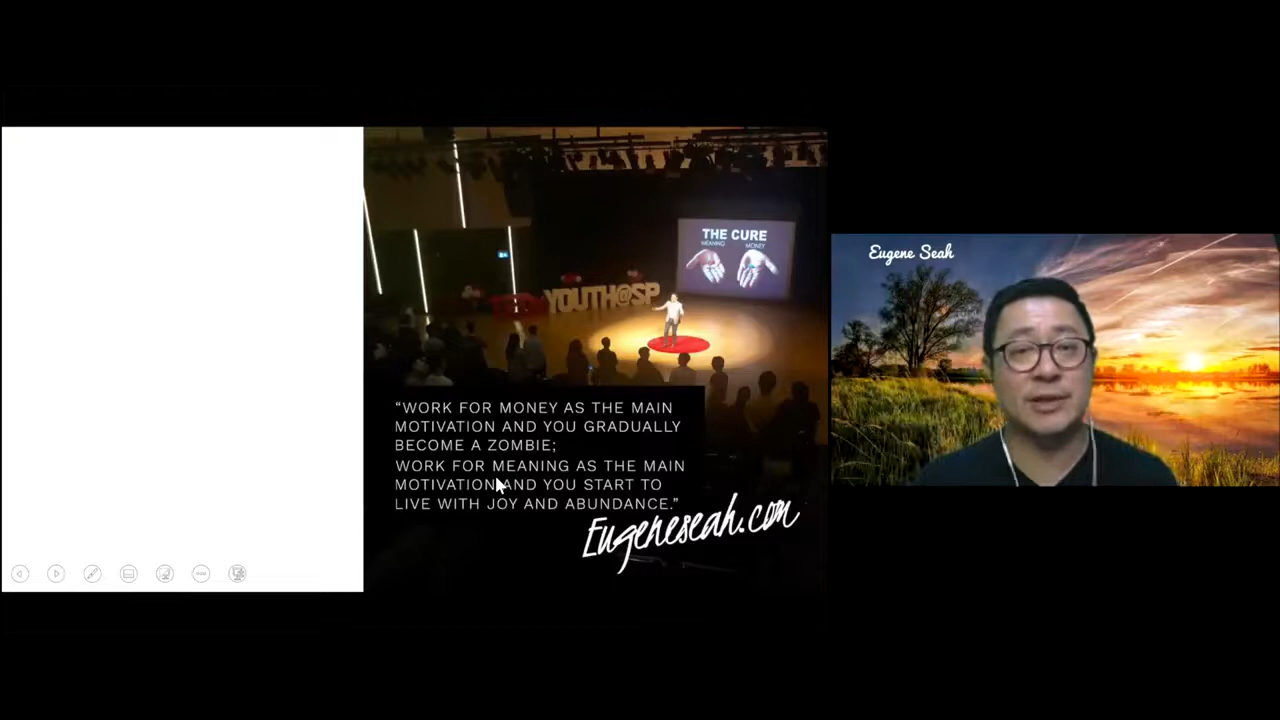 THE CURE
MEANING MONEY
YOUTH@SP
“WORK FOR MONEY AS THE MAIN
MOTIVATION AND YOU GRADUALLY
BECOME A ZOMBIE;
WORK FOR MEANING AS THE MAIN
MOTIVATION AND YOU START TO
LIVE WITH JOY AND ABUNDANCE.”
Eugeneseah.com
Eugene Seah